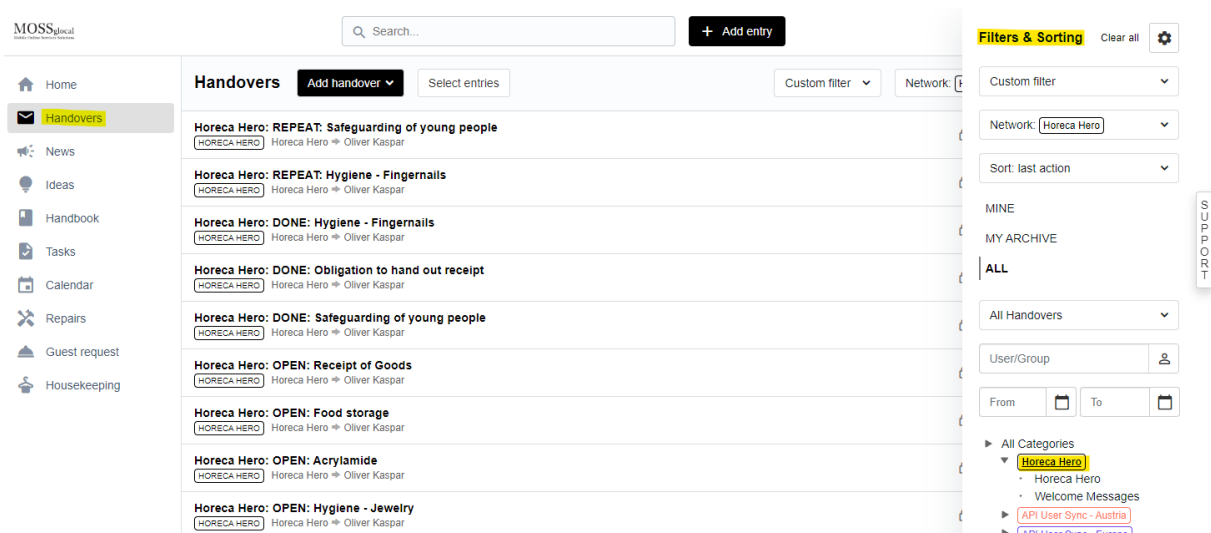 MOSSglocal
Mobile Online Services Solutions
Search...
+ Add entry
Filters & Sorting
Clear all
Home
Handovers
News
Ideas
Handbook
Tasks
Calendar
Repairs
Guest request
Housekeeping
Handovers
Add handover
Select entries
Custom filter
Network:
Horeca Hero: REPEAT: Safeguarding of young people
HORECA HERO Horeca Hero → Oliver Kaspar
Horeca Hero: REPEAT: Hygiene - Fingernails
HORECA HERO Horeca Hero → Oliver Kaspar
Horeca Hero: DONE: Hygiene - Fingernails
HORECA HERO Horeca Hero → Oliver Kaspar
Horeca Hero: DONE: Obligation to hand out receipt
HORECA HERO Horeca Hero → Oliver Kaspar
Horeca Hero: DONE: Safeguarding of young people
HORECA HERO Horeca Hero → Oliver Kaspar
Horeca Hero: OPEN: Receipt of Goods
HORECA HERO Horeca Hero → Oliver Kaspar
Horeca Hero: OPEN: Food storage
HORECA HERO Horeca Hero → Oliver Kaspar
Horeca Hero: OPEN: Acrylamide
HORECA HERO Horeca Hero → Oliver Kaspar
Horeca Hero: OPEN: Hygiene - Jewelry
HORECA HERO Horeca Hero → Oliver Kaspar
Custom filter
Network: Horeca Hero
Sort: last action
MINE
MY ARCHIVE
ALL
All Handovers
User/Group
From
To
All Categories
Horeca Hero
Horeca Hero
Welcome Messages
API User Sync - Austria
API User Sync - Europe
SUPPORT